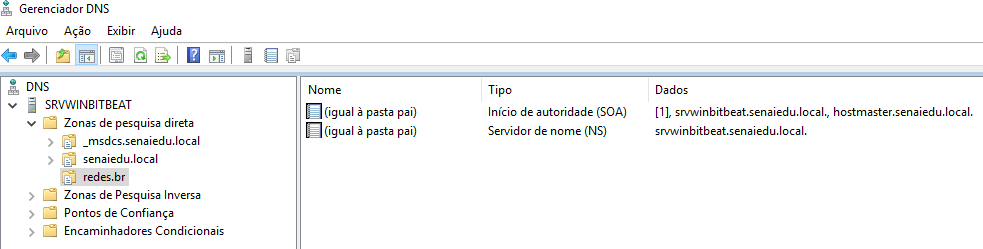 Gerenciador DNS
Arquivo Ação Exibir Ajuda
DNS
SRVWINBITBEAT
Zonas de pesquisa direta
_msdcs.senaiedu.local
senaiedu.local
redes.br
Zonas de Pesquisa Inversa
Pontos de Confiança
Encaminhadores Condicionais
Nome Tipo Dados
(igual à pasta pai) Início de autoridade (SOA) [1], srvwinbitbeat.senaiedu.local., hostmaster.senaiedu.local.
(igual à pasta pai) Servidor de nome (NS) srvwinbitbeat.senaiedu.local.